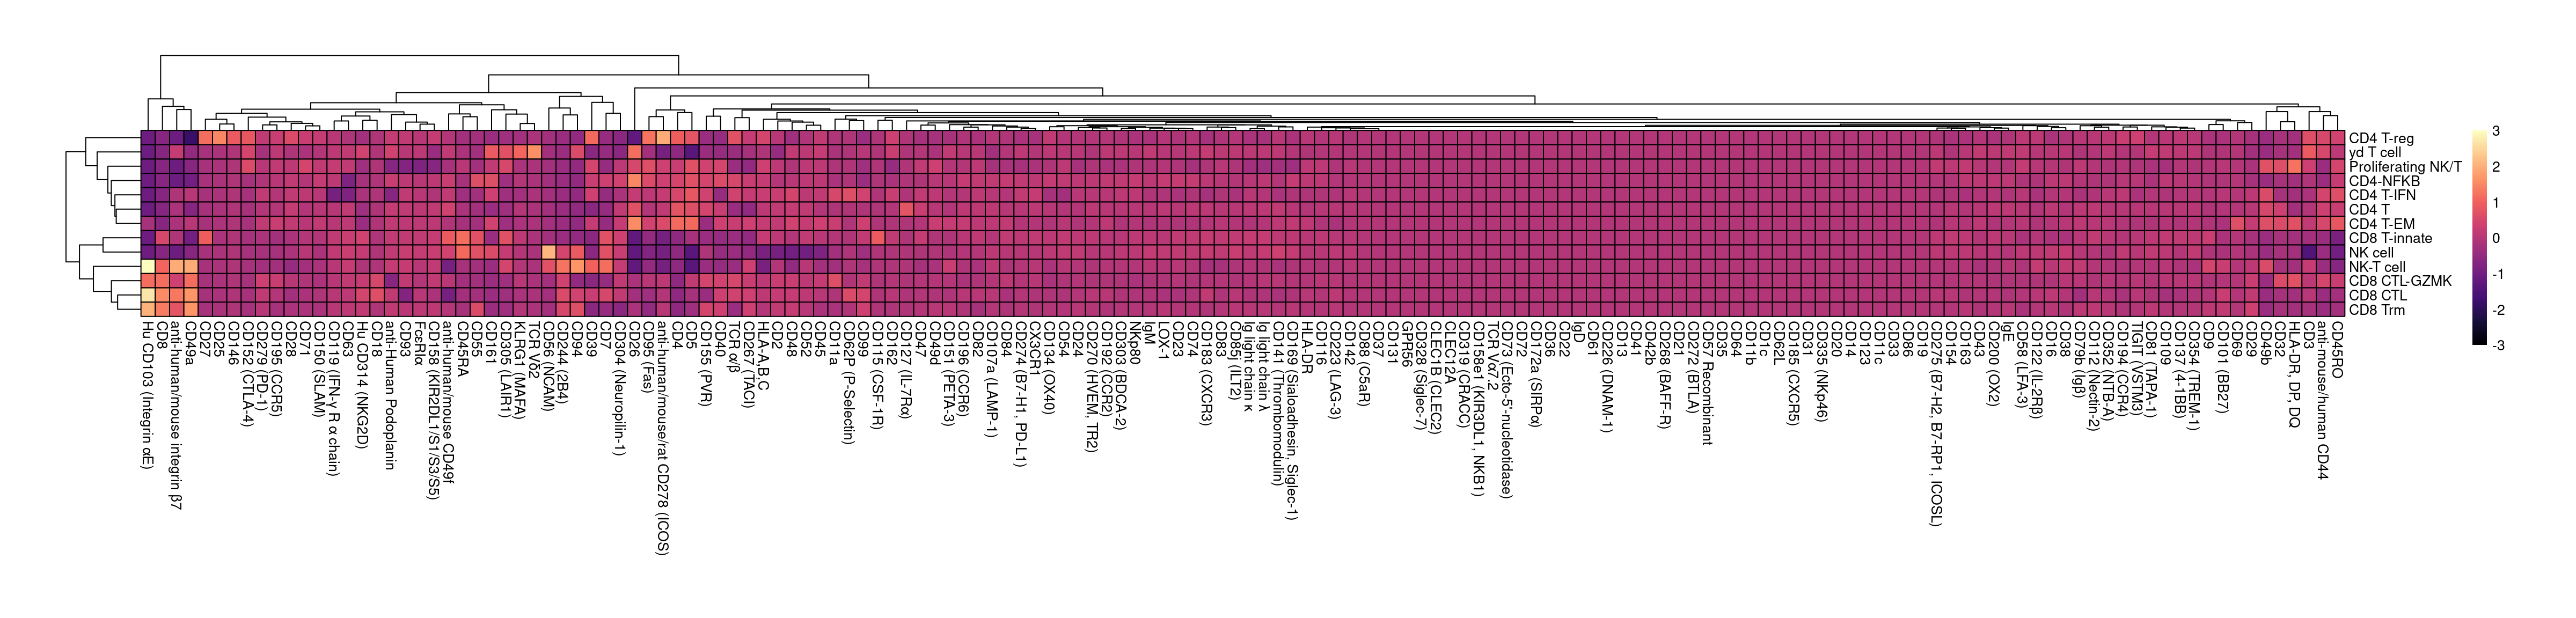 CD4 T-reg
yd T cell
Proliferating NK/T
CD4-NFKB
CD4 T-IFN
CD4 T
CD4 T-EM
CD8 T-innate
NK cell
NK-T cell
CD8 CTL-GZMK
CD8 CTL
CD8 Trm
3
2
1
0
-1
-2
-3
Hu CD103 (Integrin αE)
CD8
anti-human/mouse integrin β7
CD49a
CD27
CD25
CD146
CD152 (CTLA-4)
CD279 (PD-1)
CD195 (CCR5)
CD28
CD71
CD150 (SLAM)
CD119 (IFN-γ R α chain)
CD63
Hu CD314 (NKG2D)
CD18
anti-Human Podoplanin
CD93
FcεRIα
CD158 (KIR2DL1/S1/S3/S5)
anti-human/mouse CD49f
CD45RA
CD55
CD161
CD305 (LAIR1)
KLRG1 (MAFA)
TCR Vδ2
CD56 (NCAM)
CD244 (2B4)
CD94
CD39
CD7
CD304 (Neuropilin-1)
CD26
CD95 (Fas)
anti-human/mouse/rat CD278 (ICOS)
CD4
CD5
CD155 (PVR)
CD40
TCR α/β
CD267 (TACI)
HLA-A,B,C
CD2
CD48
CD52
CD45
CD11a
CD62P (P-Selectin)
CD99
CD115 (CSF-1R)
CD162
CD127 (IL-7Rα)
CD47
CD49d
CD151 (PETA-3)
CD196 (CCR6)
CD82
CD107a (LAMP-1)
CD84
CD274 (B7-H1, PD-L1)
CX3CR1
CD134 (OX40)
CD54
CD24
CD270 (HVEM, TR2)
CD192 (CCR2)
CD303 (BDCA-2)
NKp80
IgM
LOX-1
CD23
CD74
CD183 (CXCR3)
CD83
CD85j (ILT2)
Ig light chain κ
Ig light chain λ
CD141 (Thrombomodulin)
CD169 (Sialoadhesin, Siglec-1)
HLA-DR
CD116
CD223 (LAG-3)
CD142
CD88 (C5aR)
CD37
CD131
GPR56
CD328 (Siglec-7)
CLEC1B (CLEC2)
CLEC12A
CD319 (CRACC)
CD158e1 (KIR3DL1, NKB1)
TCR Vα7.2
CD73 (Ecto-5'-nucleotidase)
CD72
CD172a (SIRPα)
CD36
CD22
IgD
CD61
CD226 (DNAM-1)
CD13
CD41
CD42b
CD268 (BAFF-R)
CD21
CD272 (BTLA)
CD57 Recombinant
CD35
CD64
CD11b
CD1c
CD62L
CD185 (CXCR5)
CD31
CD335 (NKp46)
CD20
CD14
CD123
CD11c
CD33
CD86
CD19
CD275 (B7-H2, B7-RP1, ICOSL)
CD154
CD163
CD43
CD200 (OX2)
IgE
CD58 (LFA-3)
CD122 (IL-2Rβ)
CD16
CD38
CD79b (Igβ)
CD112 (Nectin-2)
CD352 (NTB-A)
CD194 (CCR4)
TIGIT (VSTM3)
CD81 (TAPA-1)
CD109
CD137 (4-1BB)
CD354 (TREM-1)
CD9
CD101 (BB27)
CD69
CD29
CD49b
CD32
HLA-DR, DP, DQ
CD3
anti-mouse/human CD44
CD45RO